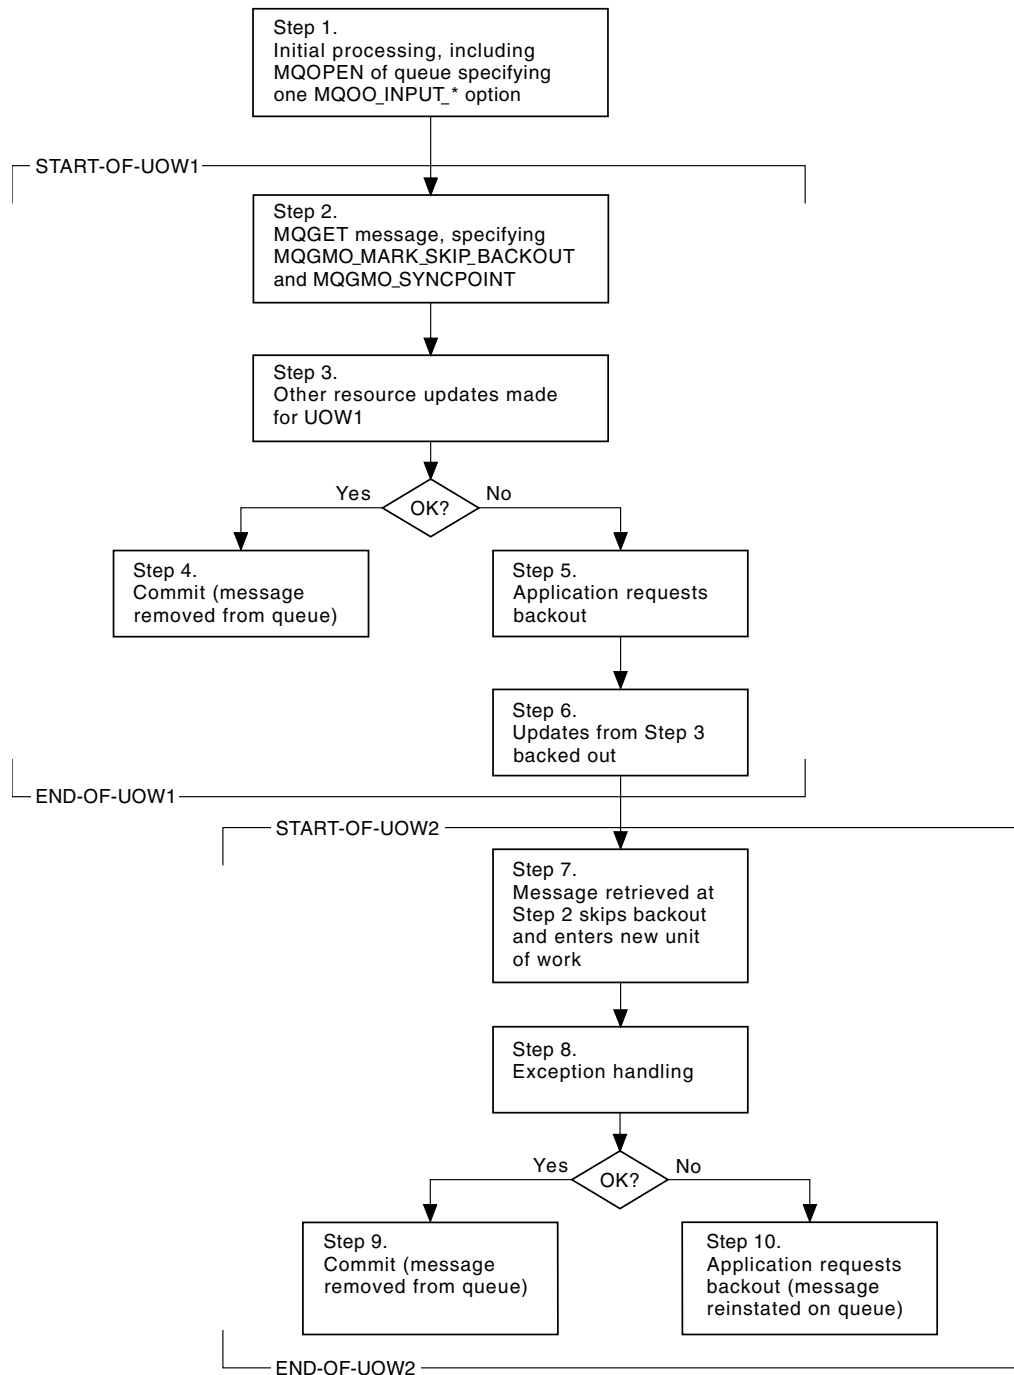 Step 1.
Initial processing, including
MQOPEN of queue specifying
one MQOO_INPUT_* option
START-OF-UOW1
Step 2.
MQGET message, specifying
MQGMO_MARK_SKIP_BACKOUT
and MQGMO_SYNCPOINT
Step 3.
Other resource updates made
for UOW1
Yes
OK?
No
Step 4.
Commit (message
removed from queue)
Step 5.
Application requests
backout
Step 6.
Updates from Step 3
backed out
END-OF-UOW1
START-OF-UOW2
Step 7.
Message retrieved at
Step 2 skips backout
and enters new unit
of work
Step 8.
Exception handling
Yes
OK?
No
Step 9.
Commit (message
removed from queue)
Step 10.
Application requests
backout (message
reinstated on queue)
END-OF-UOW2